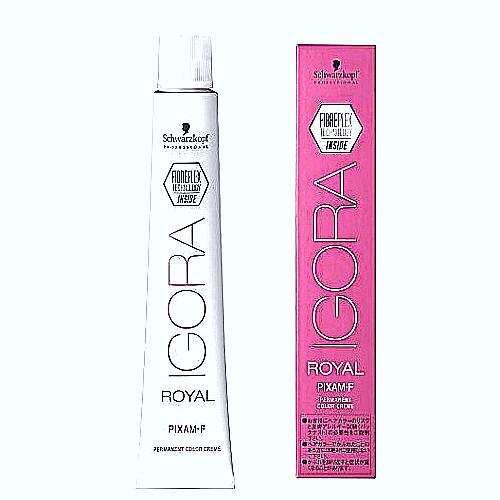 Schwarzkopf
PROFESSIONAL
FIBREPLEX
TECHNOLOGY
INSIDE
IGORA
ROYAL
PIXAM-F
PERMANENT COLOR CREME
Schwarzkopf
PROFESSIONAL
FIBREPLEX
TECHNOLOGY
INSIDE
IGORA
ROYAL
PIXAM-F
PERMANENT
COLOR CREME